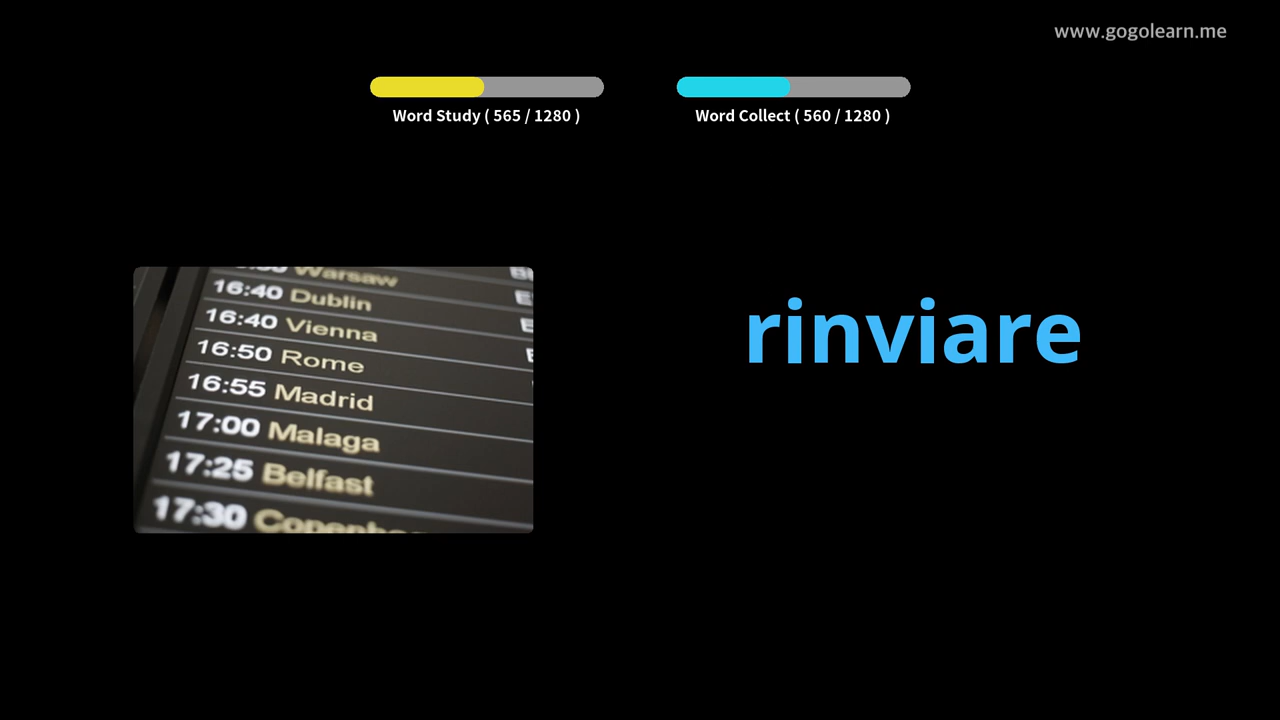 www.gogolearn.me
Word Study ( 565 / 1280 )
Word Collect ( 560 / 1280 )
Warsaw
16:40 Dublin
16:40 Vienna
16:50 Rome
16:55 Madrid
17:00 Malaga
17:25 Belfast
17:30
rinviare